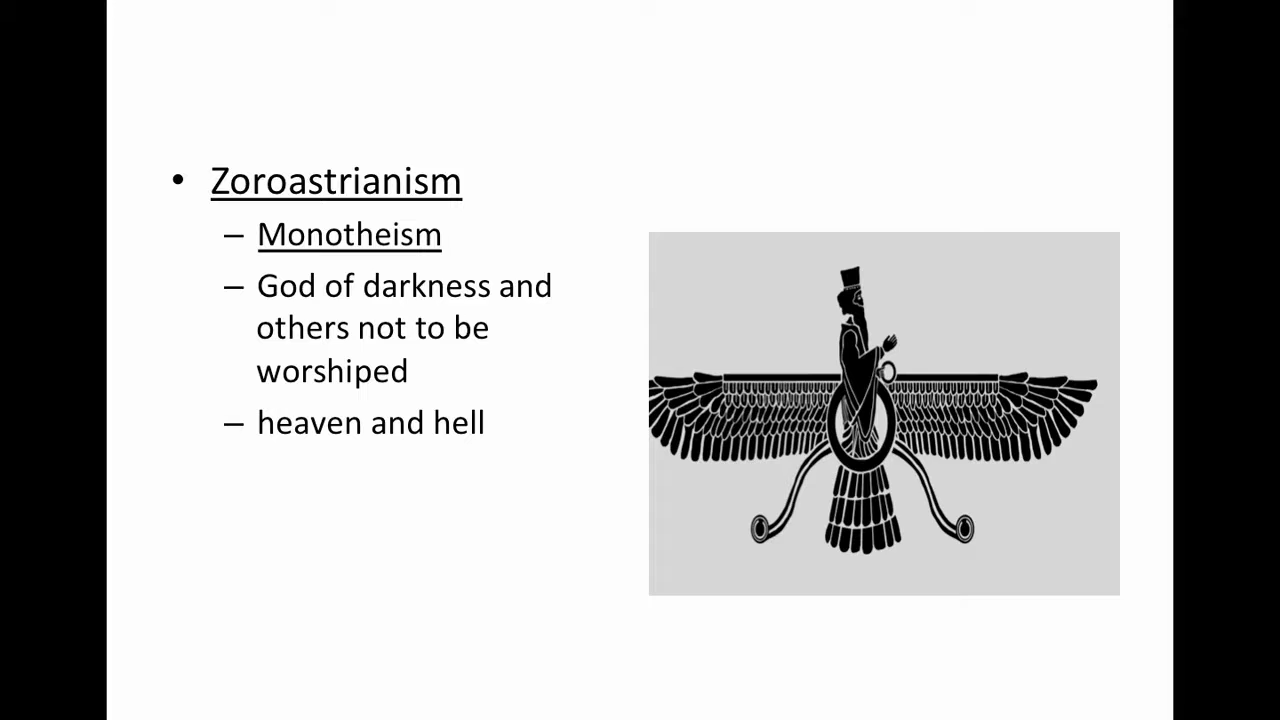 • Zoroastrianism
– Monotheism
– God of darkness and
others not to be
worshiped
– heaven and hell